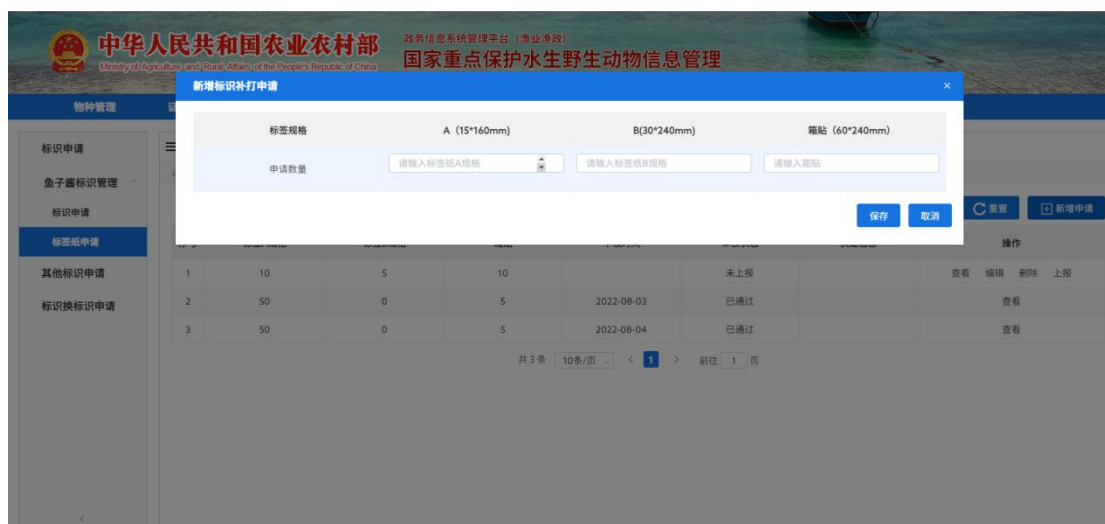 中华人民共和国农业农村部
Ministry of Agriculture and Rural Affairs of the People's Republic of China
政务信息系统管理平台（渔业渔政）
国家重点保护水生野生动物信息管理
物种管理
新增标识补打申请 ×
标签规格 A（15*160mm) B(30*240mm) 箱贴（60*240mm）
申请数量 请输入标签纸A规格 请输入标签纸B规格 请输入箱贴
保存 取消
标识申请
鱼子酱标识管理
标识申请
标签纸申请
其他标识申请
标识换标识申请
重置 新增申请
操作
1 10 5 10 未上报 查看 编辑 删除 上报
2 50 0 5 2022-08-03 已通过 查看
3 50 0 5 2022-08-04 已通过 查看
共 3 条 10条/页 < 1 > 前往 1 页